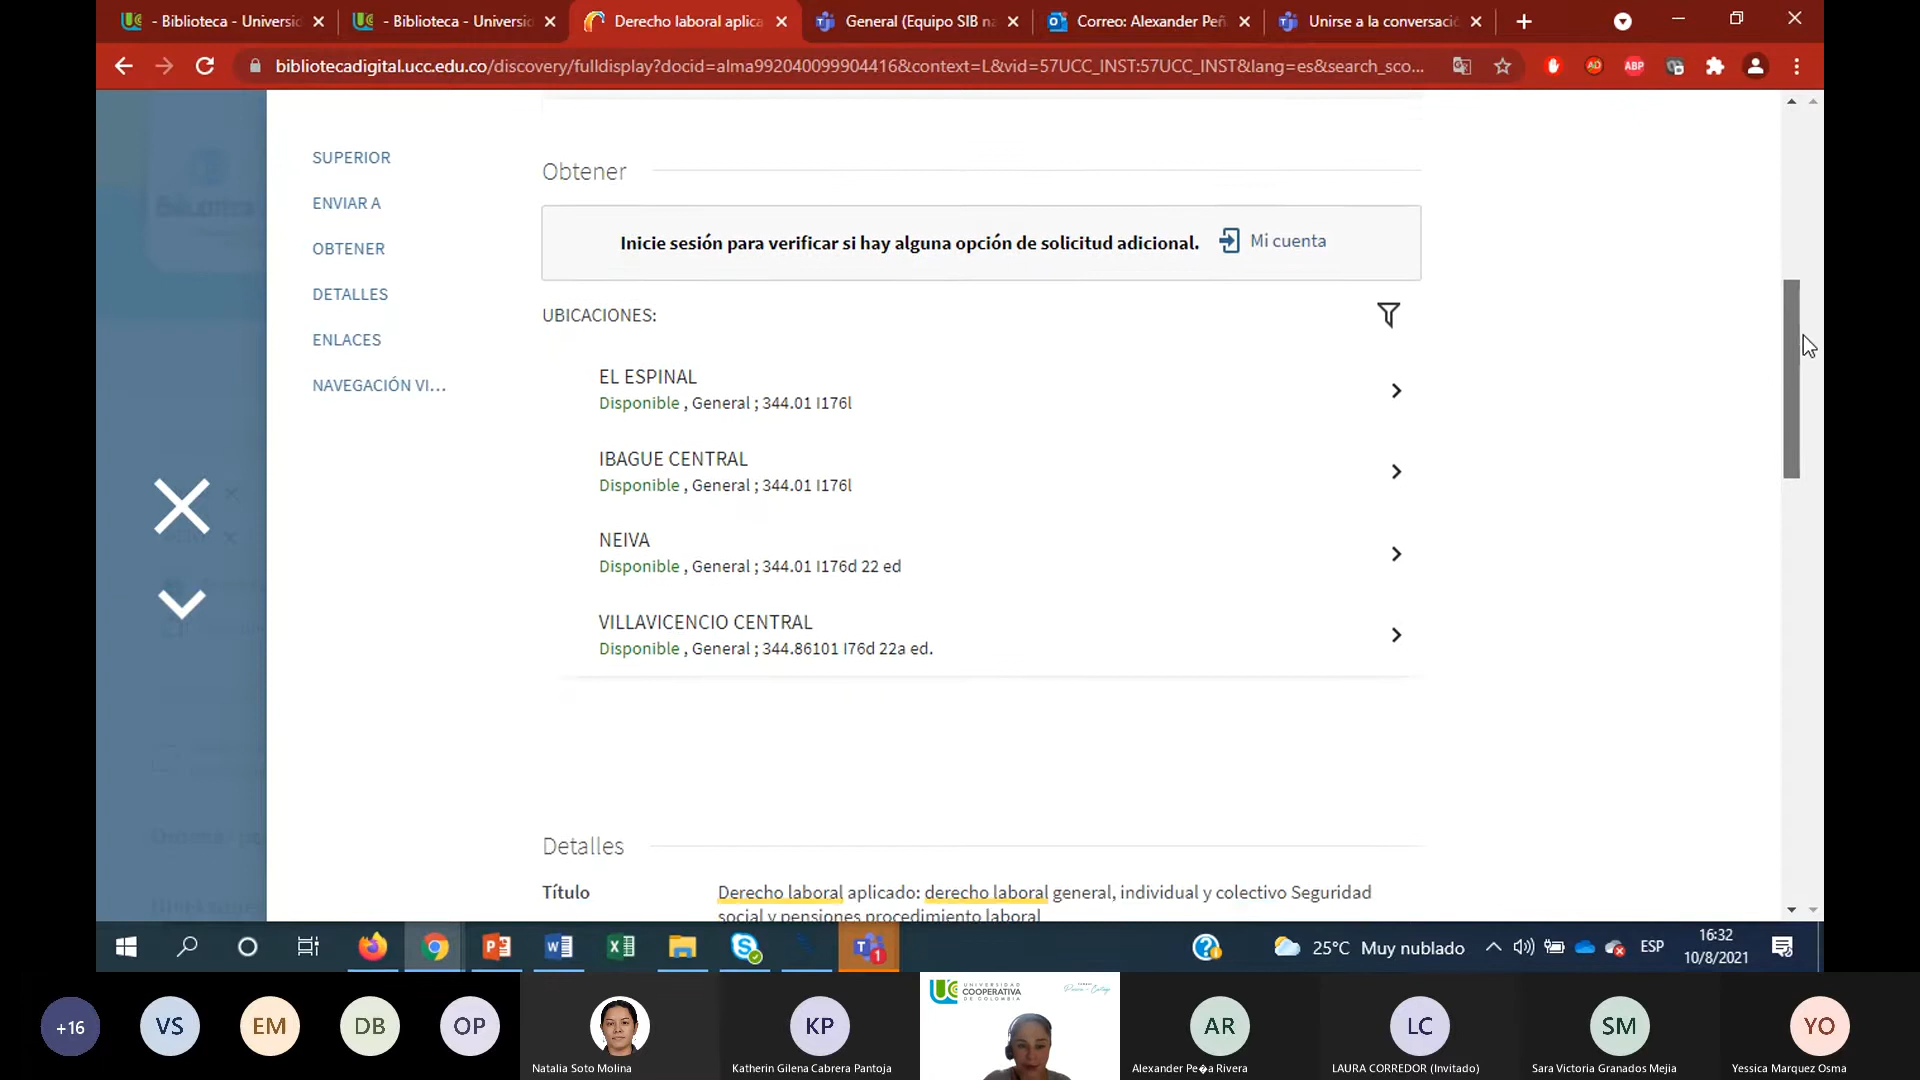 - Biblioteca - Universid
- Biblioteca - Universid
Derecho laboral aplica
General (Equipo SIB na
Correo: Alexander Peñ
Unirse a la conversaci
bibliotecadigital.ucc.edu.co/discovery/fulldisplay?docid=alma992040099904416&context=L&vid=57UCC_INST:57UCC_INST&lang=es&search_sco...
SUPERIOR
ENVIAR A
OBTENER
DETALLES
ENLACES
NAVEGACIÓN VI...
Obtener
Inicie sesión para verificar si hay alguna opción de solicitud adicional. Mi cuenta
UBICACIONES:
EL ESPINAL
Disponible , General ; 344.01 I176l
IBAGUE CENTRAL
Disponible , General ; 344.01 I176l
NEIVA
Disponible , General ; 344.01 I176d 22 ed
VILLAVICENCIO CENTRAL
Disponible , General ; 344.86101 I76d 22a ed.
Detalles
Título
Derecho laboral aplicado: derecho laboral general, individual y colectivo Seguridad
social y pensiones procedimiento laboral
25°C Muy nublado
ESP
16:32
10/8/2021
+16
VS
EM
DB
OP
Natalia Soto Molina
KP
Katherin Gilena Cabrera Pantoja
UNIVERSIDAD
COOPERATIVA
DE COLOMBIA
AR
Alexander Pe�a Rivera
LC
LAURA CORREDOR (Invitado)
SM
Sara Victoria Granados Mejia
YO
Yessica Marquez Osma